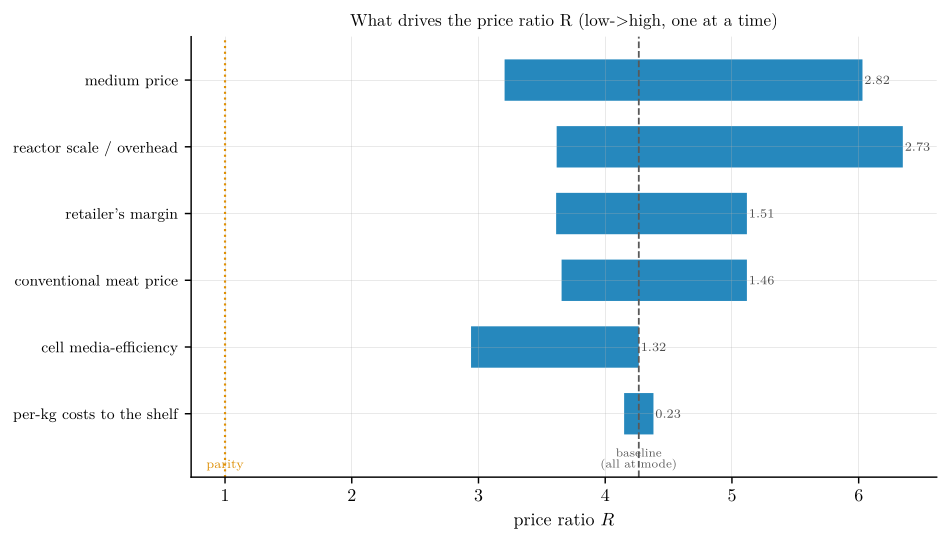 What drives the price ratio R (low->high, one at a time)
medium price
2.82
reactor scale / overhead
2.73
retailer's margin
1.51
conventional meat price
1.46
cell media-efficiency
1.32
per-kg costs to the shelf
0.23
parity
baseline
(all at mode)
1 2 3 4 5 6
price ratio R